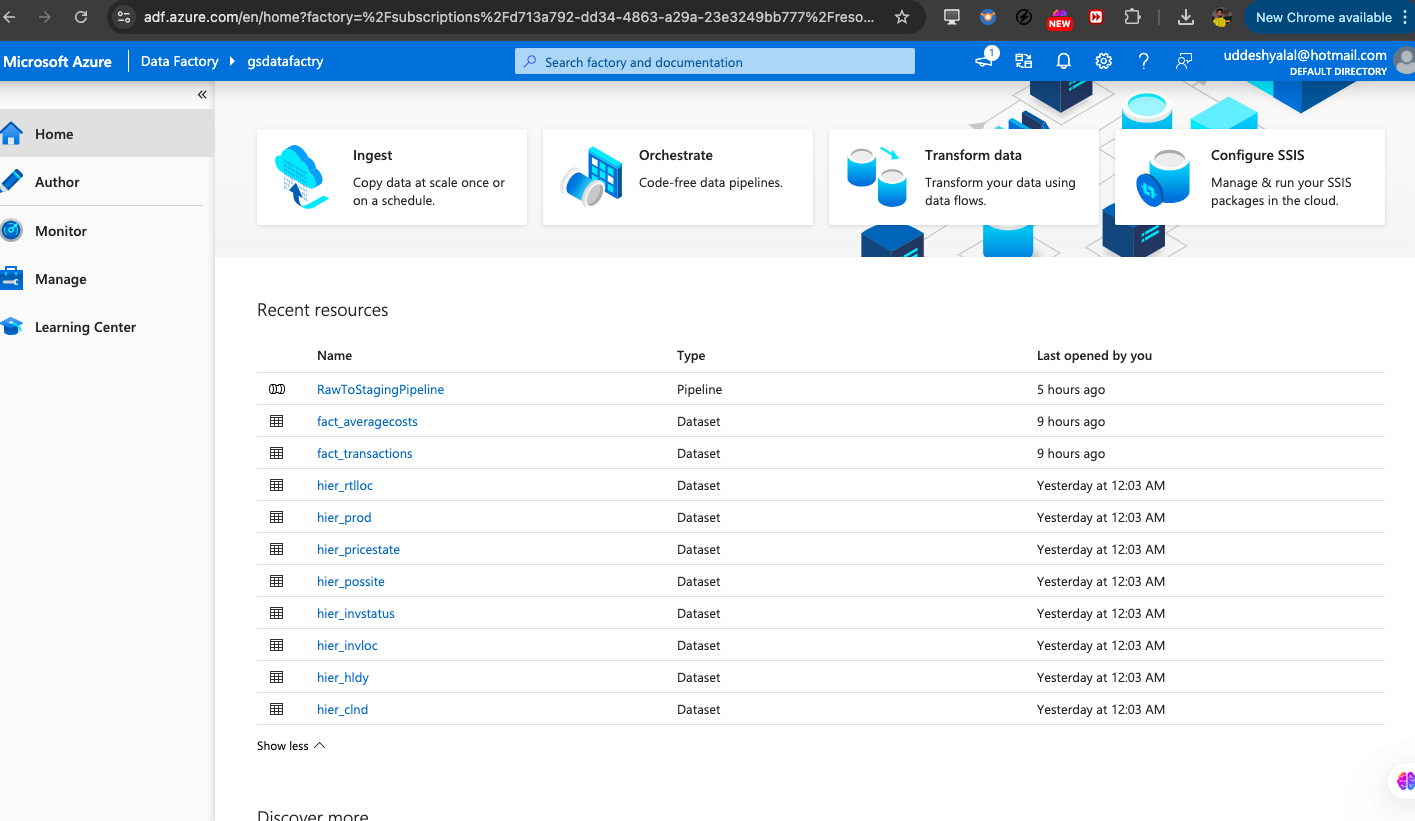 adf.azure.com/en/home?factory=%2Fsubscriptions%2Fd713a792-dd34-4863-a29a-23e3249bb777%2Freso...
NEW
New Chrome available
Microsoft Azure
Data Factory
gsdatafactry
Search factory and documentation
1
uddeshyalal@hotmail.com
DEFAULT DIRECTORY
Home
Author
Monitor
Manage
Learning Center
Ingest
Copy data at scale once or
on a schedule.
Orchestrate
Code-free data pipelines.
Transform data
Transform your data using
data flows.
Configure SSIS
Manage & run your SSIS
packages in the cloud.
Recent resources
Name Type Last opened by you
RawToStagingPipeline Pipeline 5 hours ago
fact_averagecosts Dataset 9 hours ago
fact_transactions Dataset 9 hours ago
hier_rtlloc Dataset Yesterday at 12:03 AM
hier_prod Dataset Yesterday at 12:03 AM
hier_pricestate Dataset Yesterday at 12:03 AM
hier_possite Dataset Yesterday at 12:03 AM
hier_invstatus Dataset Yesterday at 12:03 AM
hier_invloc Dataset Yesterday at 12:03 AM
hier_hldy Dataset Yesterday at 12:03 AM
hier_clnd Dataset Yesterday at 12:03 AM
Show less
Discover more